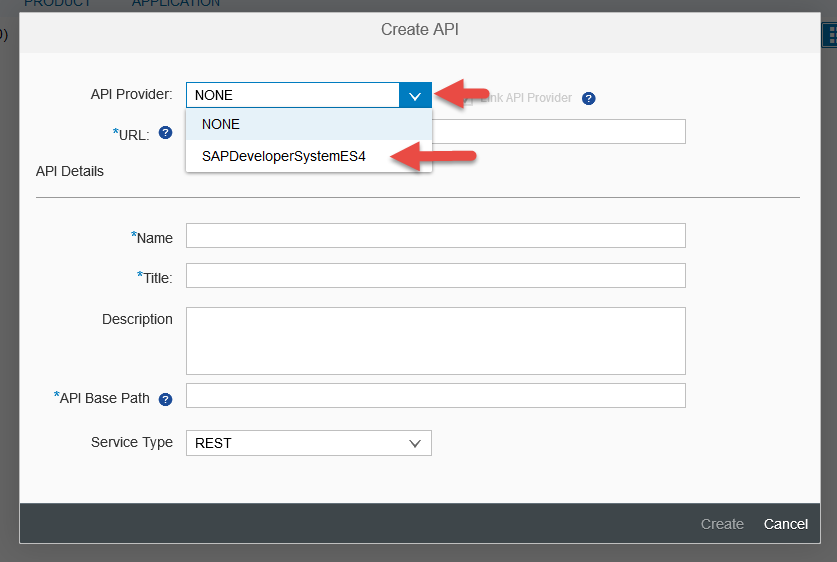 PRODUCT APPLICATION
Create API
API Provider: NONE Link API Provider ?
NONE
*URL: ?
SAPDeveloperSystemES4
API Details
*Name
*Title:
Description
*API Base Path ?
Service Type REST
Create Cancel